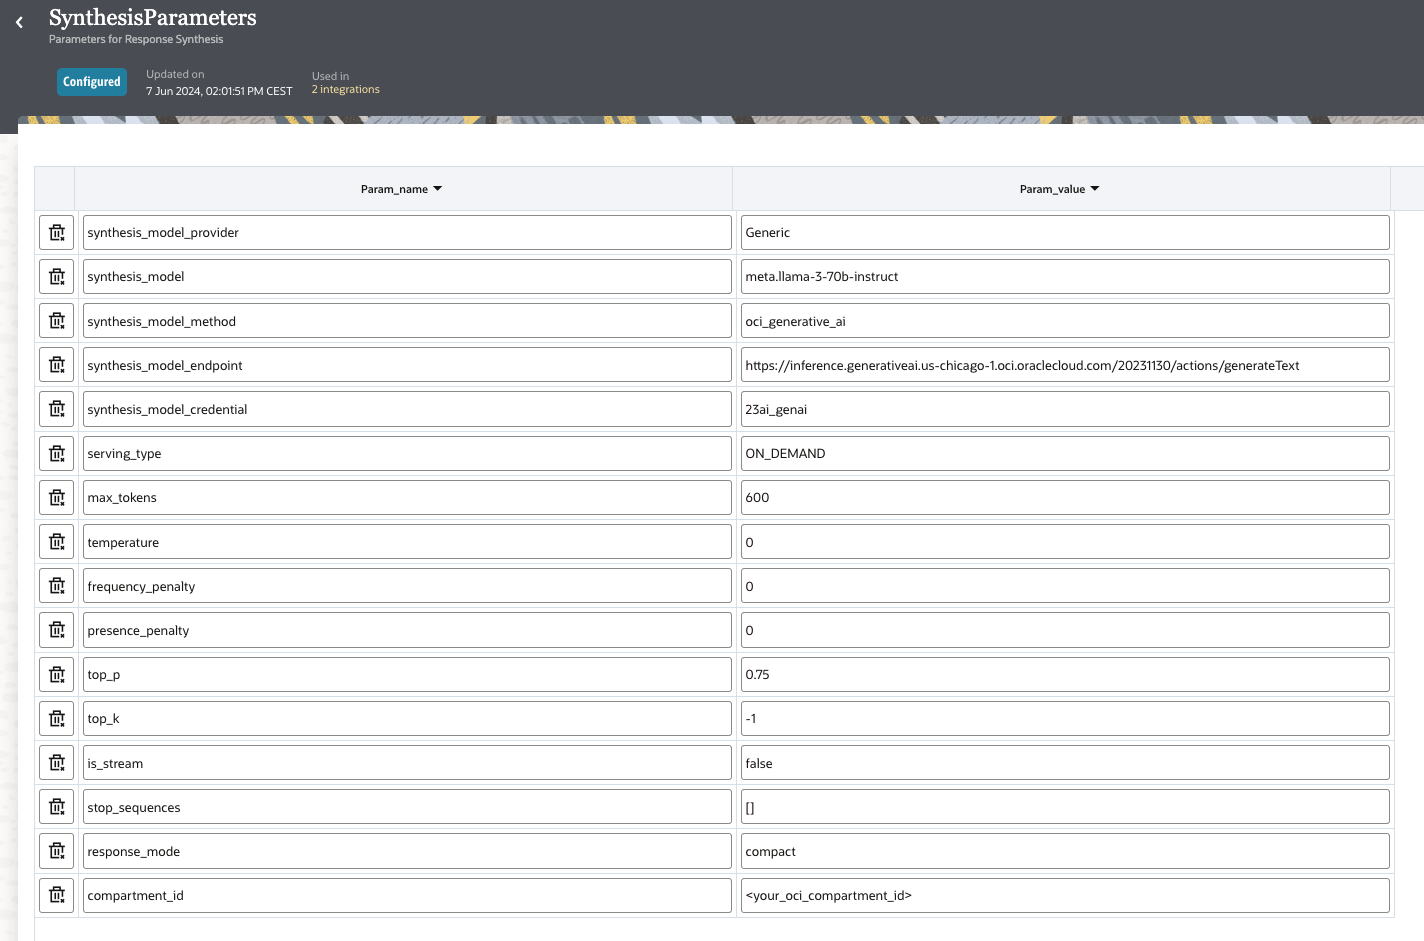 SynthesisParameters
Parameters for Response Synthesis
Configured
Updated on
7 Jun 2024, 02:01:51 PM CEST
Used in
2 integrations
Param_name Param_value
synthesis_model_provider Generic
synthesis_model meta.llama-3-70b-instruct
synthesis_model_method oci_generative_ai
synthesis_model_endpoint https://inference.generativeai.us-chicago-1.oci.oraclecloud.com/20231130/actions/generateText
synthesis_model_credential 23ai_genai
serving_type ON_DEMAND
max_tokens 600
temperature 0
frequency_penalty 0
presence_penalty 0
top_p 0.75
top_k -1
is_stream false
stop_sequences []
response_mode compact
compartment_id <your_oci_compartment_id>